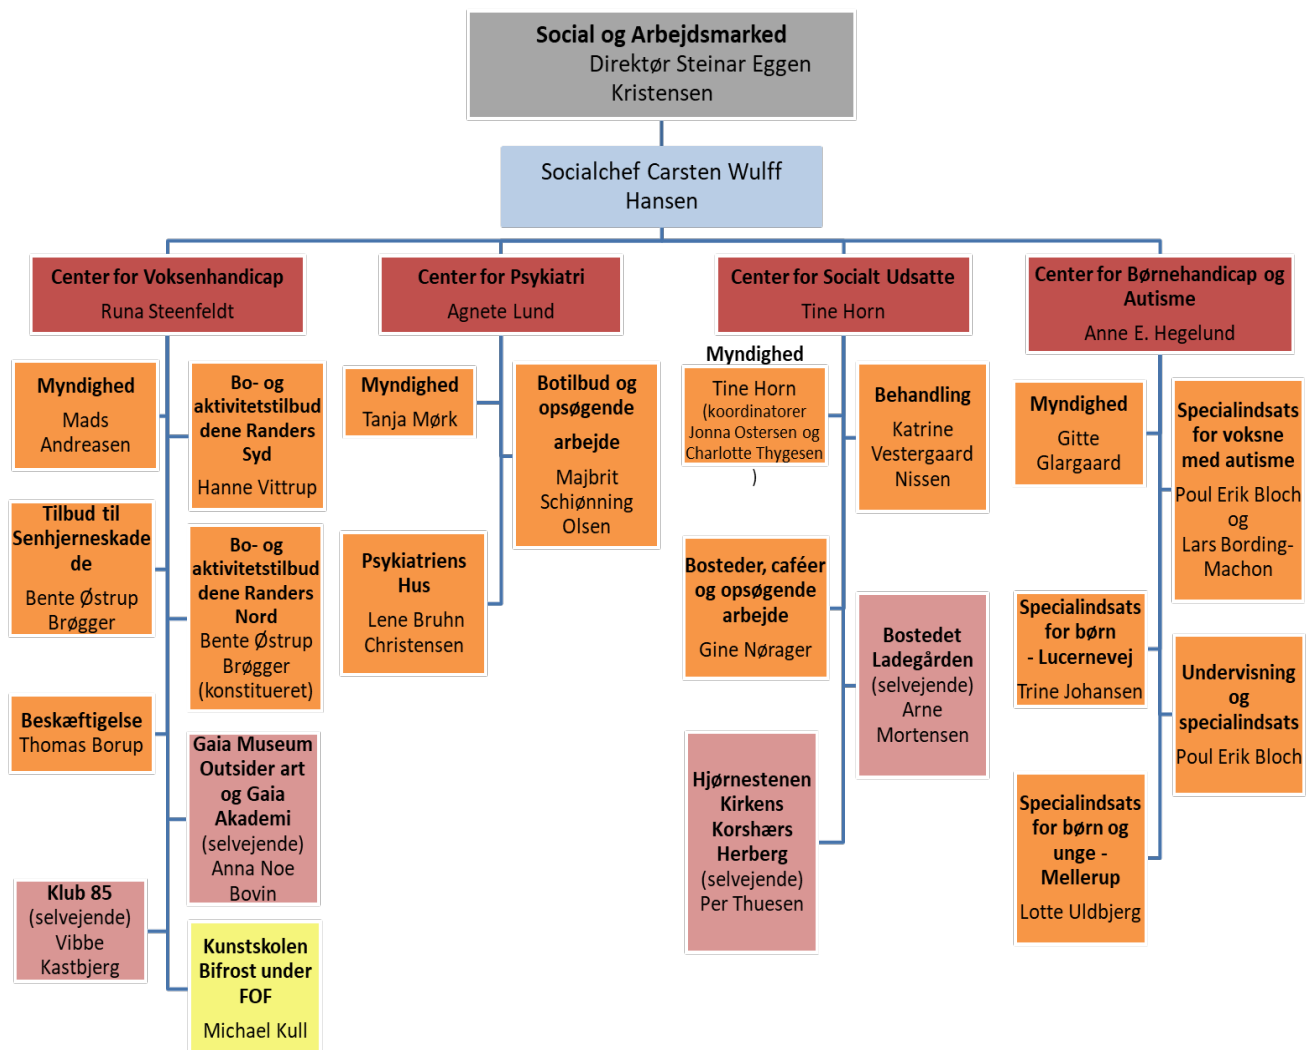 Social og Arbejdsmarked
Direktør Steinar Eggen
Kristensen
Socialchef Carsten Wulff
Hansen
Center for Voksenhandicap
Runa Steenfeldt
Myndighed
Mads
Andreasen
Bo- og
aktivitetstilbud
dene Randers
Syd
Hanne Vittrup
Tilbud til
Senhjerneskade
de
Bente Østrup
Brøgger
Bo- og
aktivitetstilbud
dene Randers
Nord
Bente Østrup
Brøgger
(konstitueret)
Beskæftigelse
Thomas Borup
Gaia Museum
Outsider art
og Gaia
Akademi
(selvejende)
Anna Noe
Bovin
Klub 85
(selvejende)
Vibbe
Kastbjerg
Kunstskolen
Bifrost under
FOF
Michael Kull
Center for Psykiatri
Agnete Lund
Myndighed
Tanja Mørk
Botilbud og
opsøgende
arbejde
Majbrit
Schiønning
Olsen
Psykiatriens
Hus
Lene Bruhn
Christensen
Center for Socialt Udsatte
Tine Horn
Myndighed
Tine Horn
(koordinatorer
Jonna Ostersen og
Charlotte Thygesen
)
Behandling
Katrine
Vestergaard
Nissen
Bosteder, caféer
og opsøgende
arbejde
Gine Nørager
Bostedet
Ladegården
(selvejende)
Arne
Mortensen
Hjørnestenen
Kirkens
Korshærs
Herberg
(selvejende)
Per Thuesen
Center for Børnehandicap og
Autisme
Anne E. Hegelund
Myndighed
Gitte
Glargaard
Specialindsats
for voksne
med autisme
Poul Erik Bloch
og
Lars Bording-
Machon
Specialindsats
for børn
- Lucernevej
Trine Johansen
Undervisning
og
specialindsats
Poul Erik Bloch
Specialindsats
for børn og
unge -
Mellerup
Lotte Uldbjerg